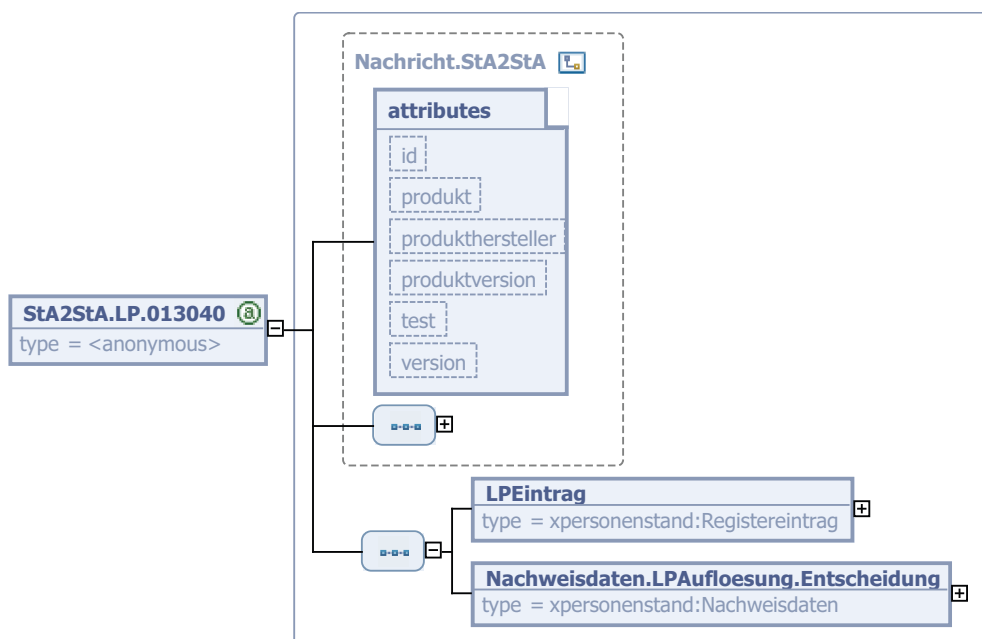 Nachricht.StA2StA
attributes
id
produkt
produkthersteller
produktversion
test
version
StA2StA.LP.013040 @
type = <anonymous>
LPEintrag
type = xpersonenstand:Registereintrag
Nachweisdaten.LPAufloesung.Entscheidung
type = xpersonenstand:Nachweisdaten